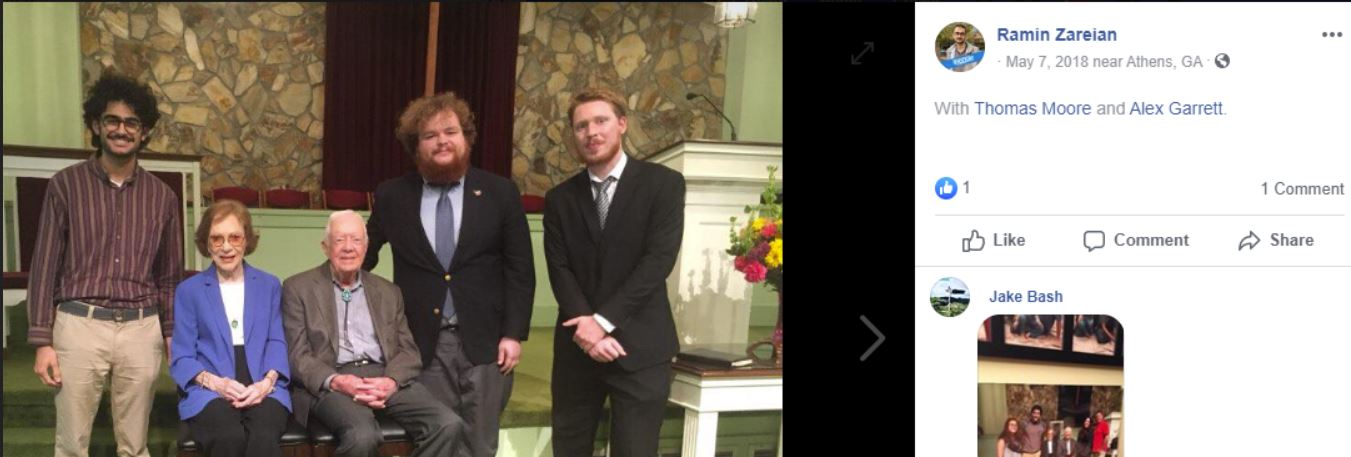 Ramin Zareian
· May 7, 2018 near Athens, GA ·
With Thomas Moore and Alex Garrett.
1
1 Comment
Like
Comment
Share
Jake Bash